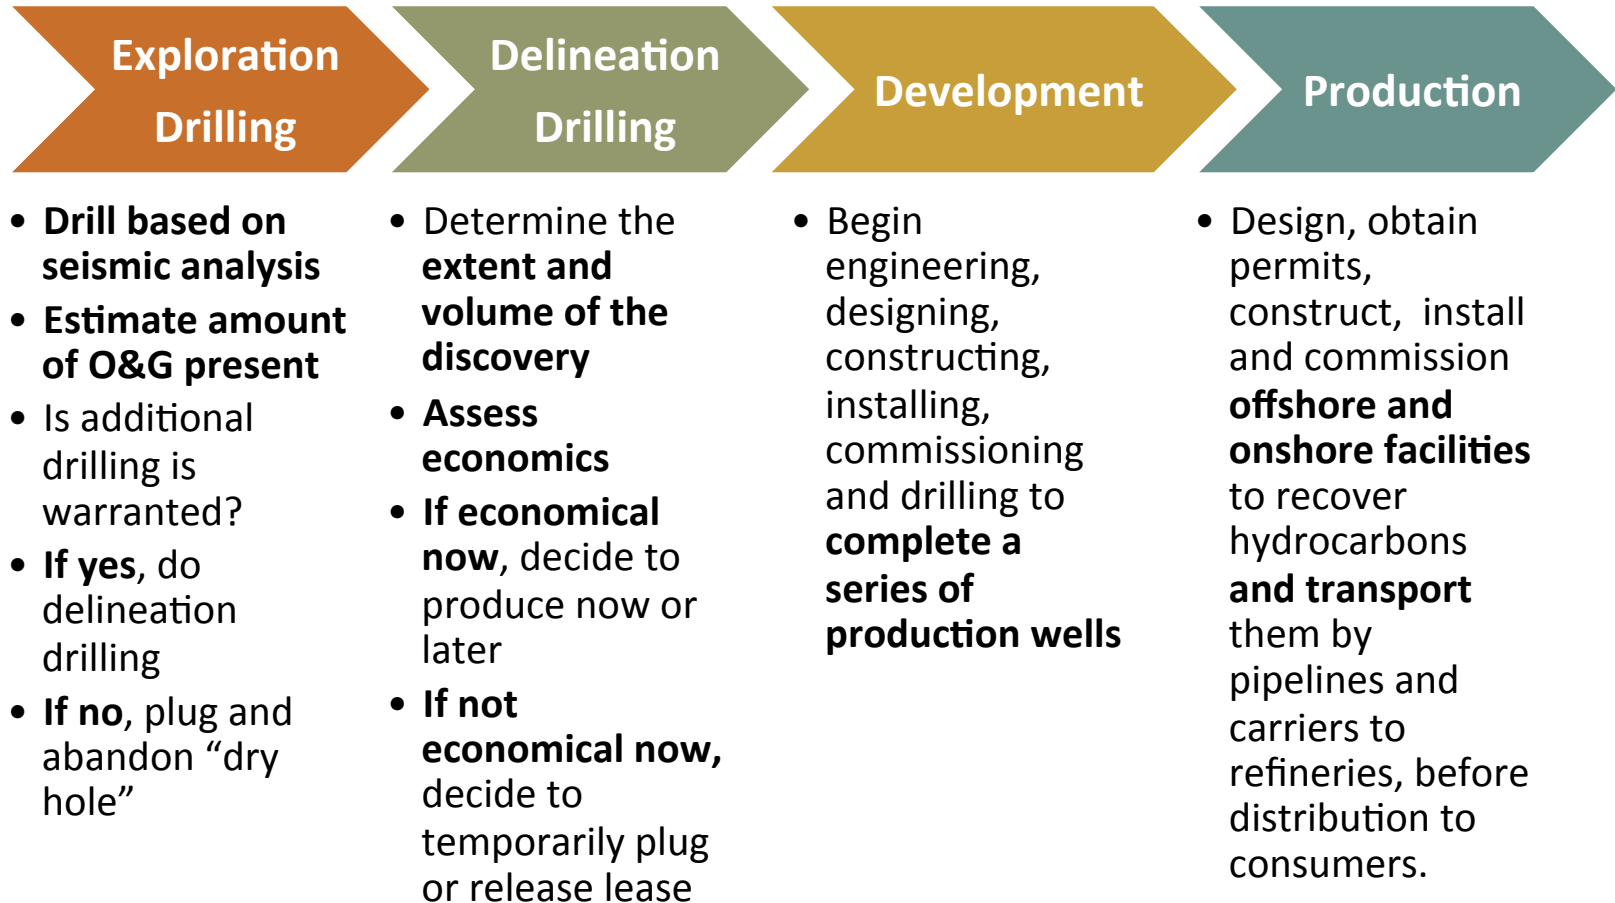 Exploration
Drilling
Delineation
Drilling
Development
Production
• Drill based on
seismic analysis
• Estimate amount
of O&G present
• Is additional
drilling is
warranted?
• If yes, do
delineation
drilling
• If no, plug and
abandon “dry
hole”
• Determine the
extent and
volume of the
discovery
• Assess
economics
• If economical
now, decide to
produce now or
later
• If not
economical now,
decide to
temporarily plug
or release lease
• Begin
engineering,
designing,
constructing,
installing,
commissioning
and drilling to
complete a
series of
production wells
• Design, obtain
permits,
construct, install
and commission
offshore and
onshore facilities
to recover
hydrocarbons
and transport
them by
pipelines and
carriers to
refineries, before
distribution to
consumers.